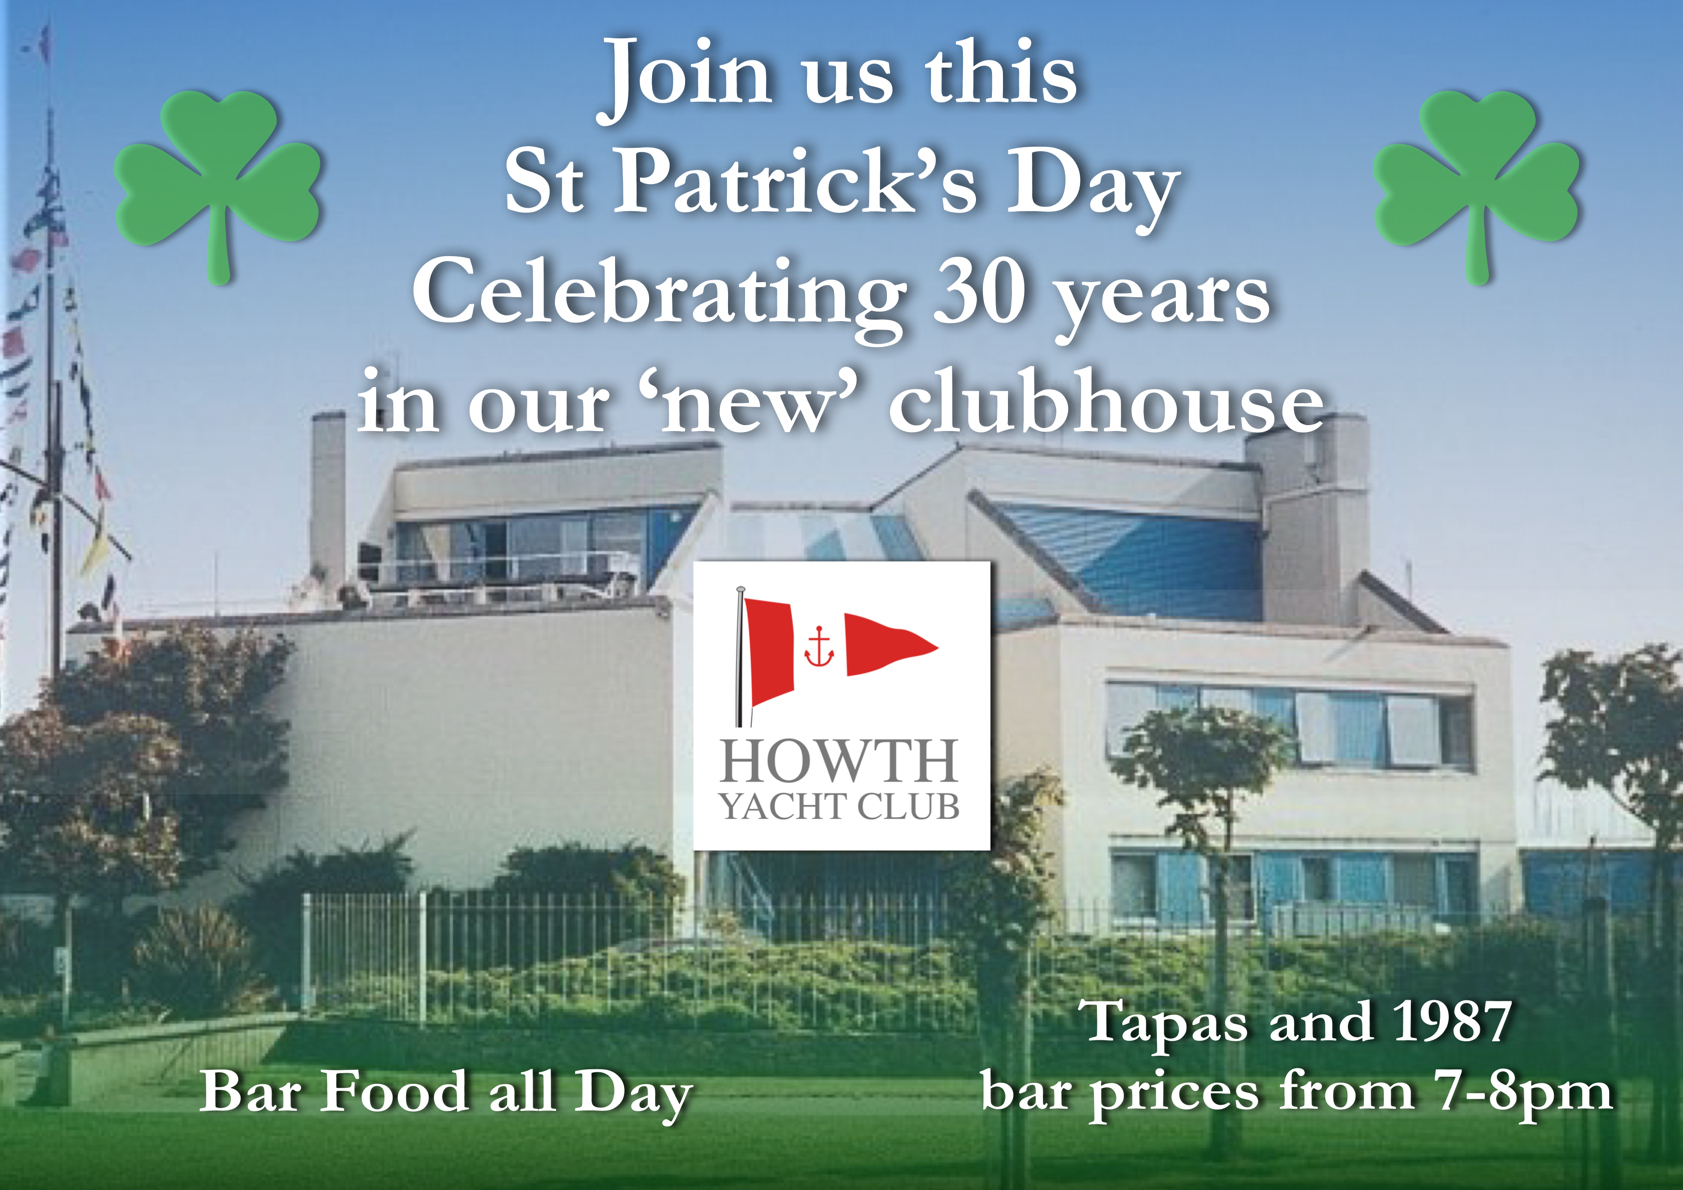 Join us this
St Patrick’s Day
Celebrating 30 years
in our ‘new’ clubhouse
HOWTH
YACHT CLUB
Bar Food all Day
Tapas and 1987
bar prices from 7-8pm